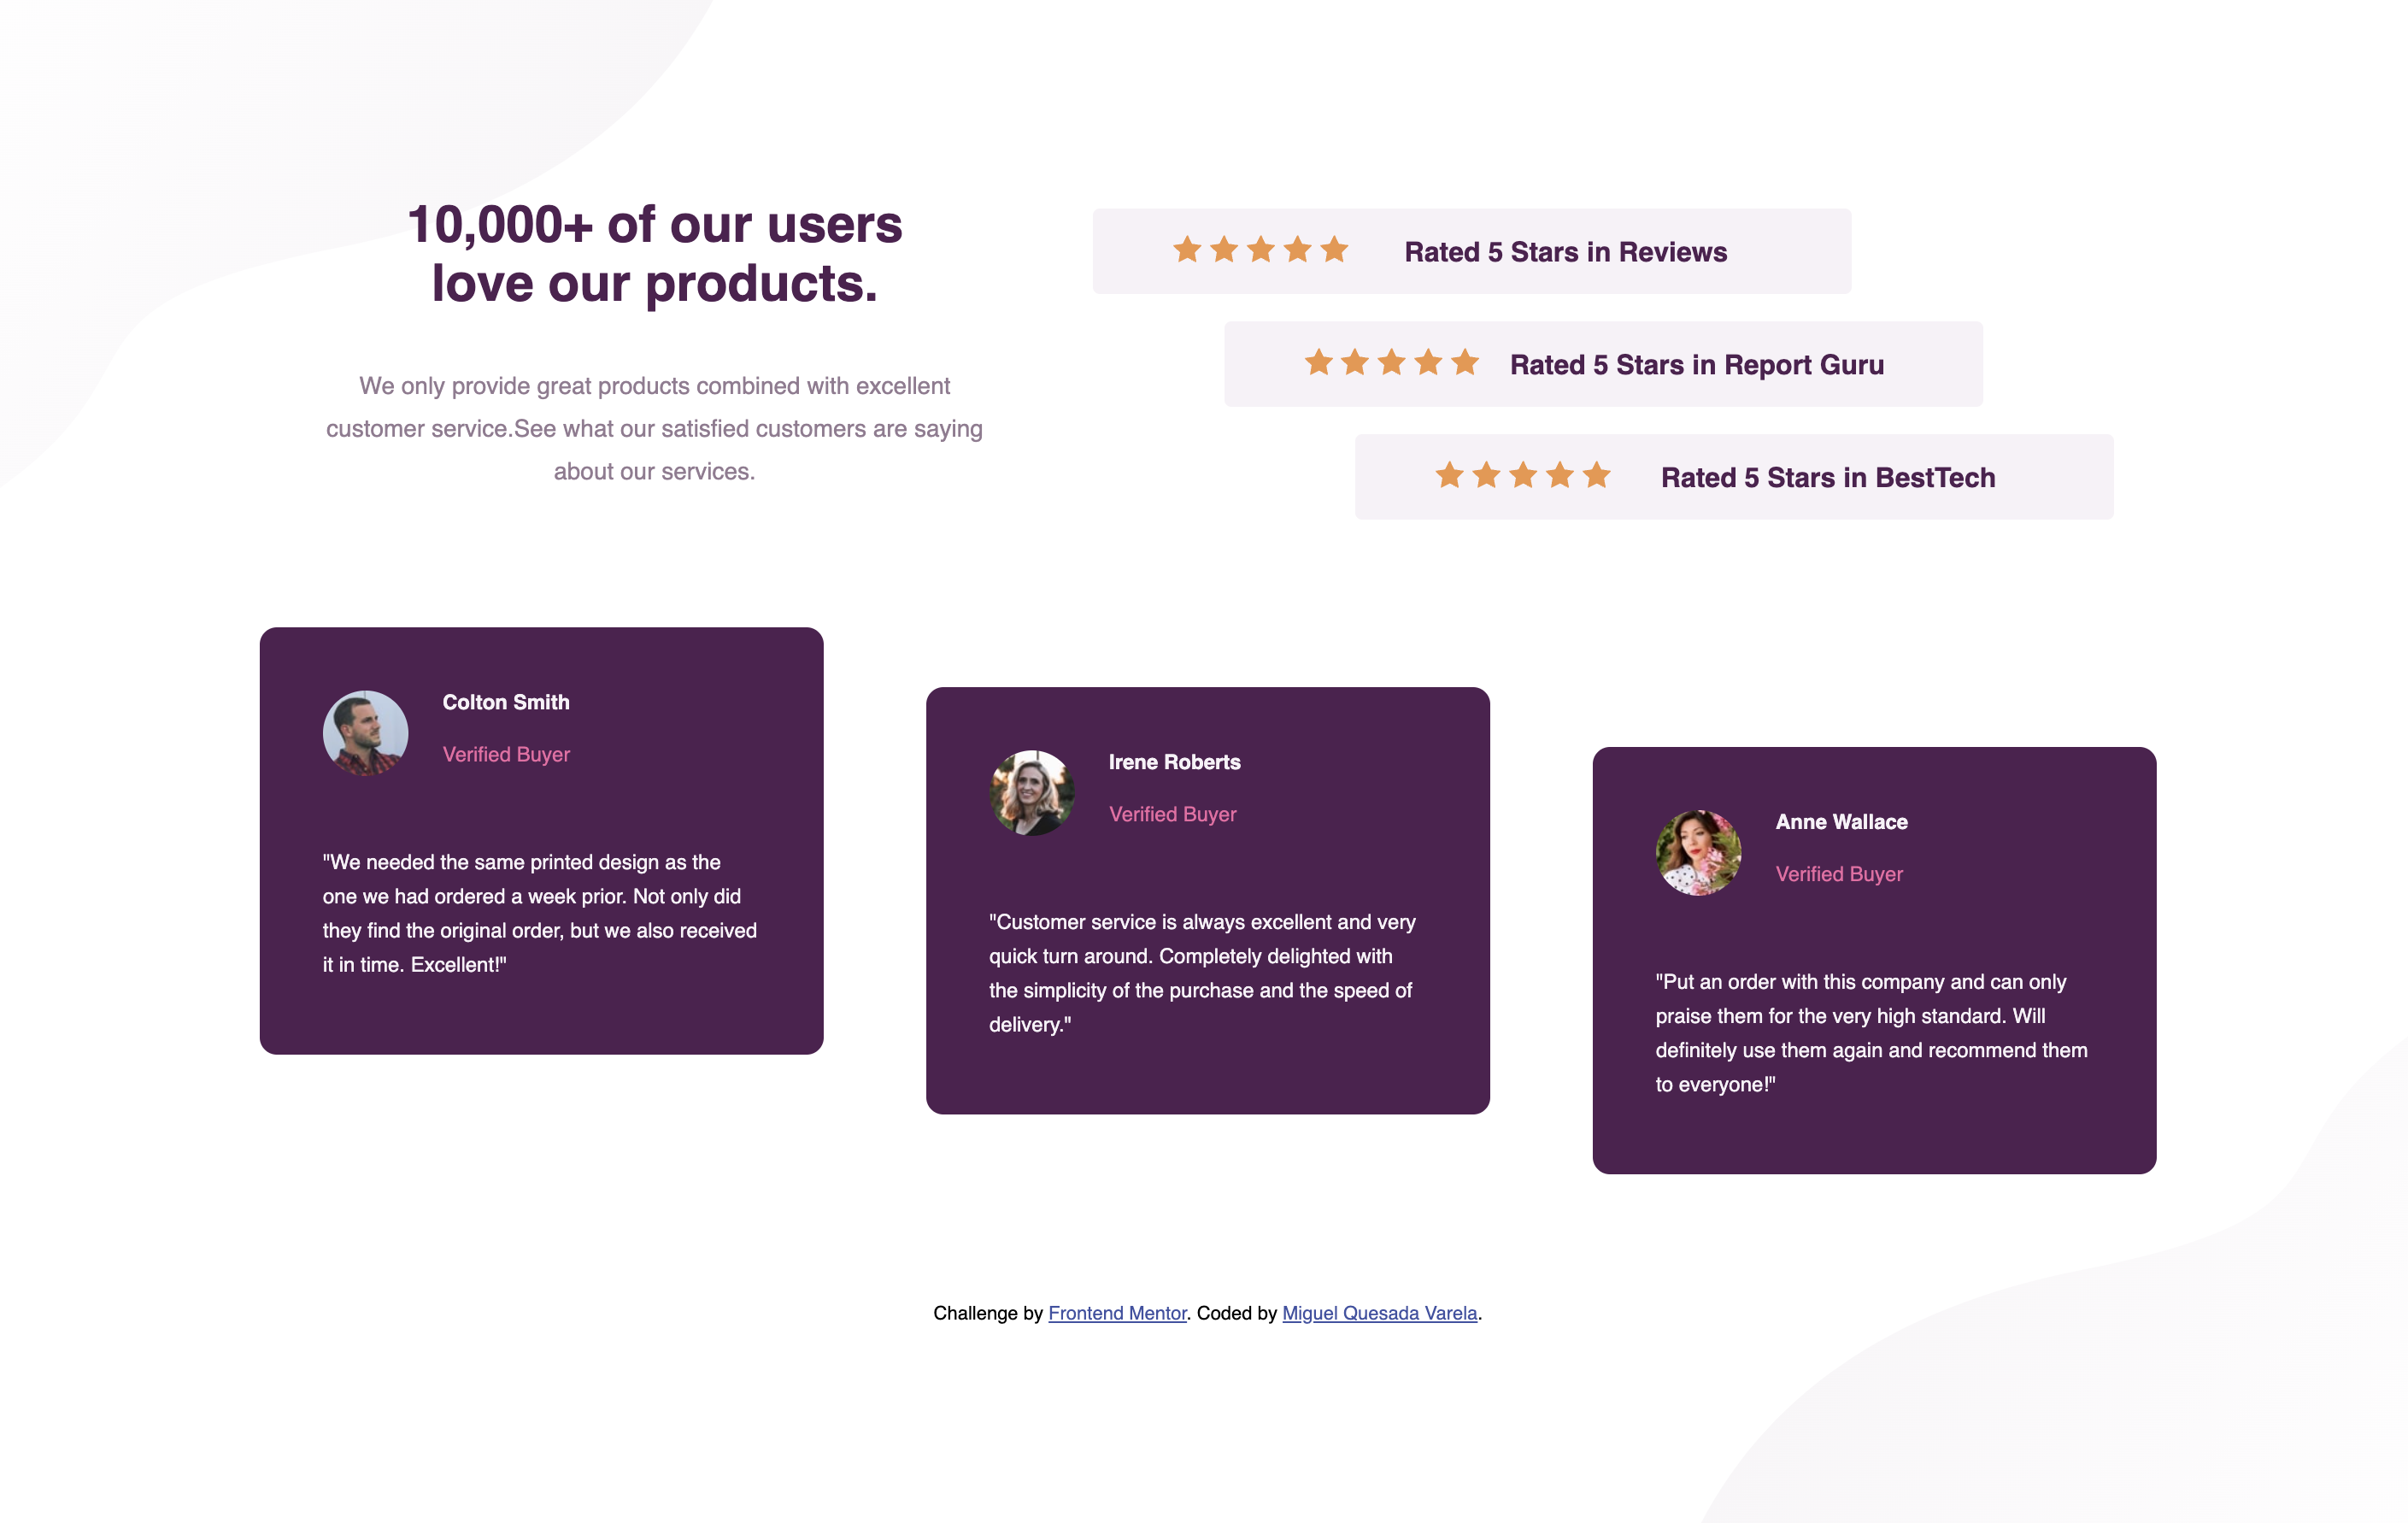 10,000+ of our users
love our products.
We only provide great products combined with excellent
customer service.See what our satisfied customers are saying
about our services.
Rated 5 Stars in Reviews
Rated 5 Stars in Report Guru
Rated 5 Stars in BestTech
Colton Smith
Verified Buyer
"We needed the same printed design as the
one we had ordered a week prior. Not only did
they find the original order, but we also received
it in time. Excellent!"
Irene Roberts
Verified Buyer
"Customer service is always excellent and very
quick turn around. Completely delighted with
the simplicity of the purchase and the speed of
delivery."
Anne Wallace
Verified Buyer
"Put an order with this company and can only
praise them for the very high standard. Will
definitely use them again and recommend them
to everyone!"
Challenge by Frontend Mentor. Coded by Miguel Quesada Varela.